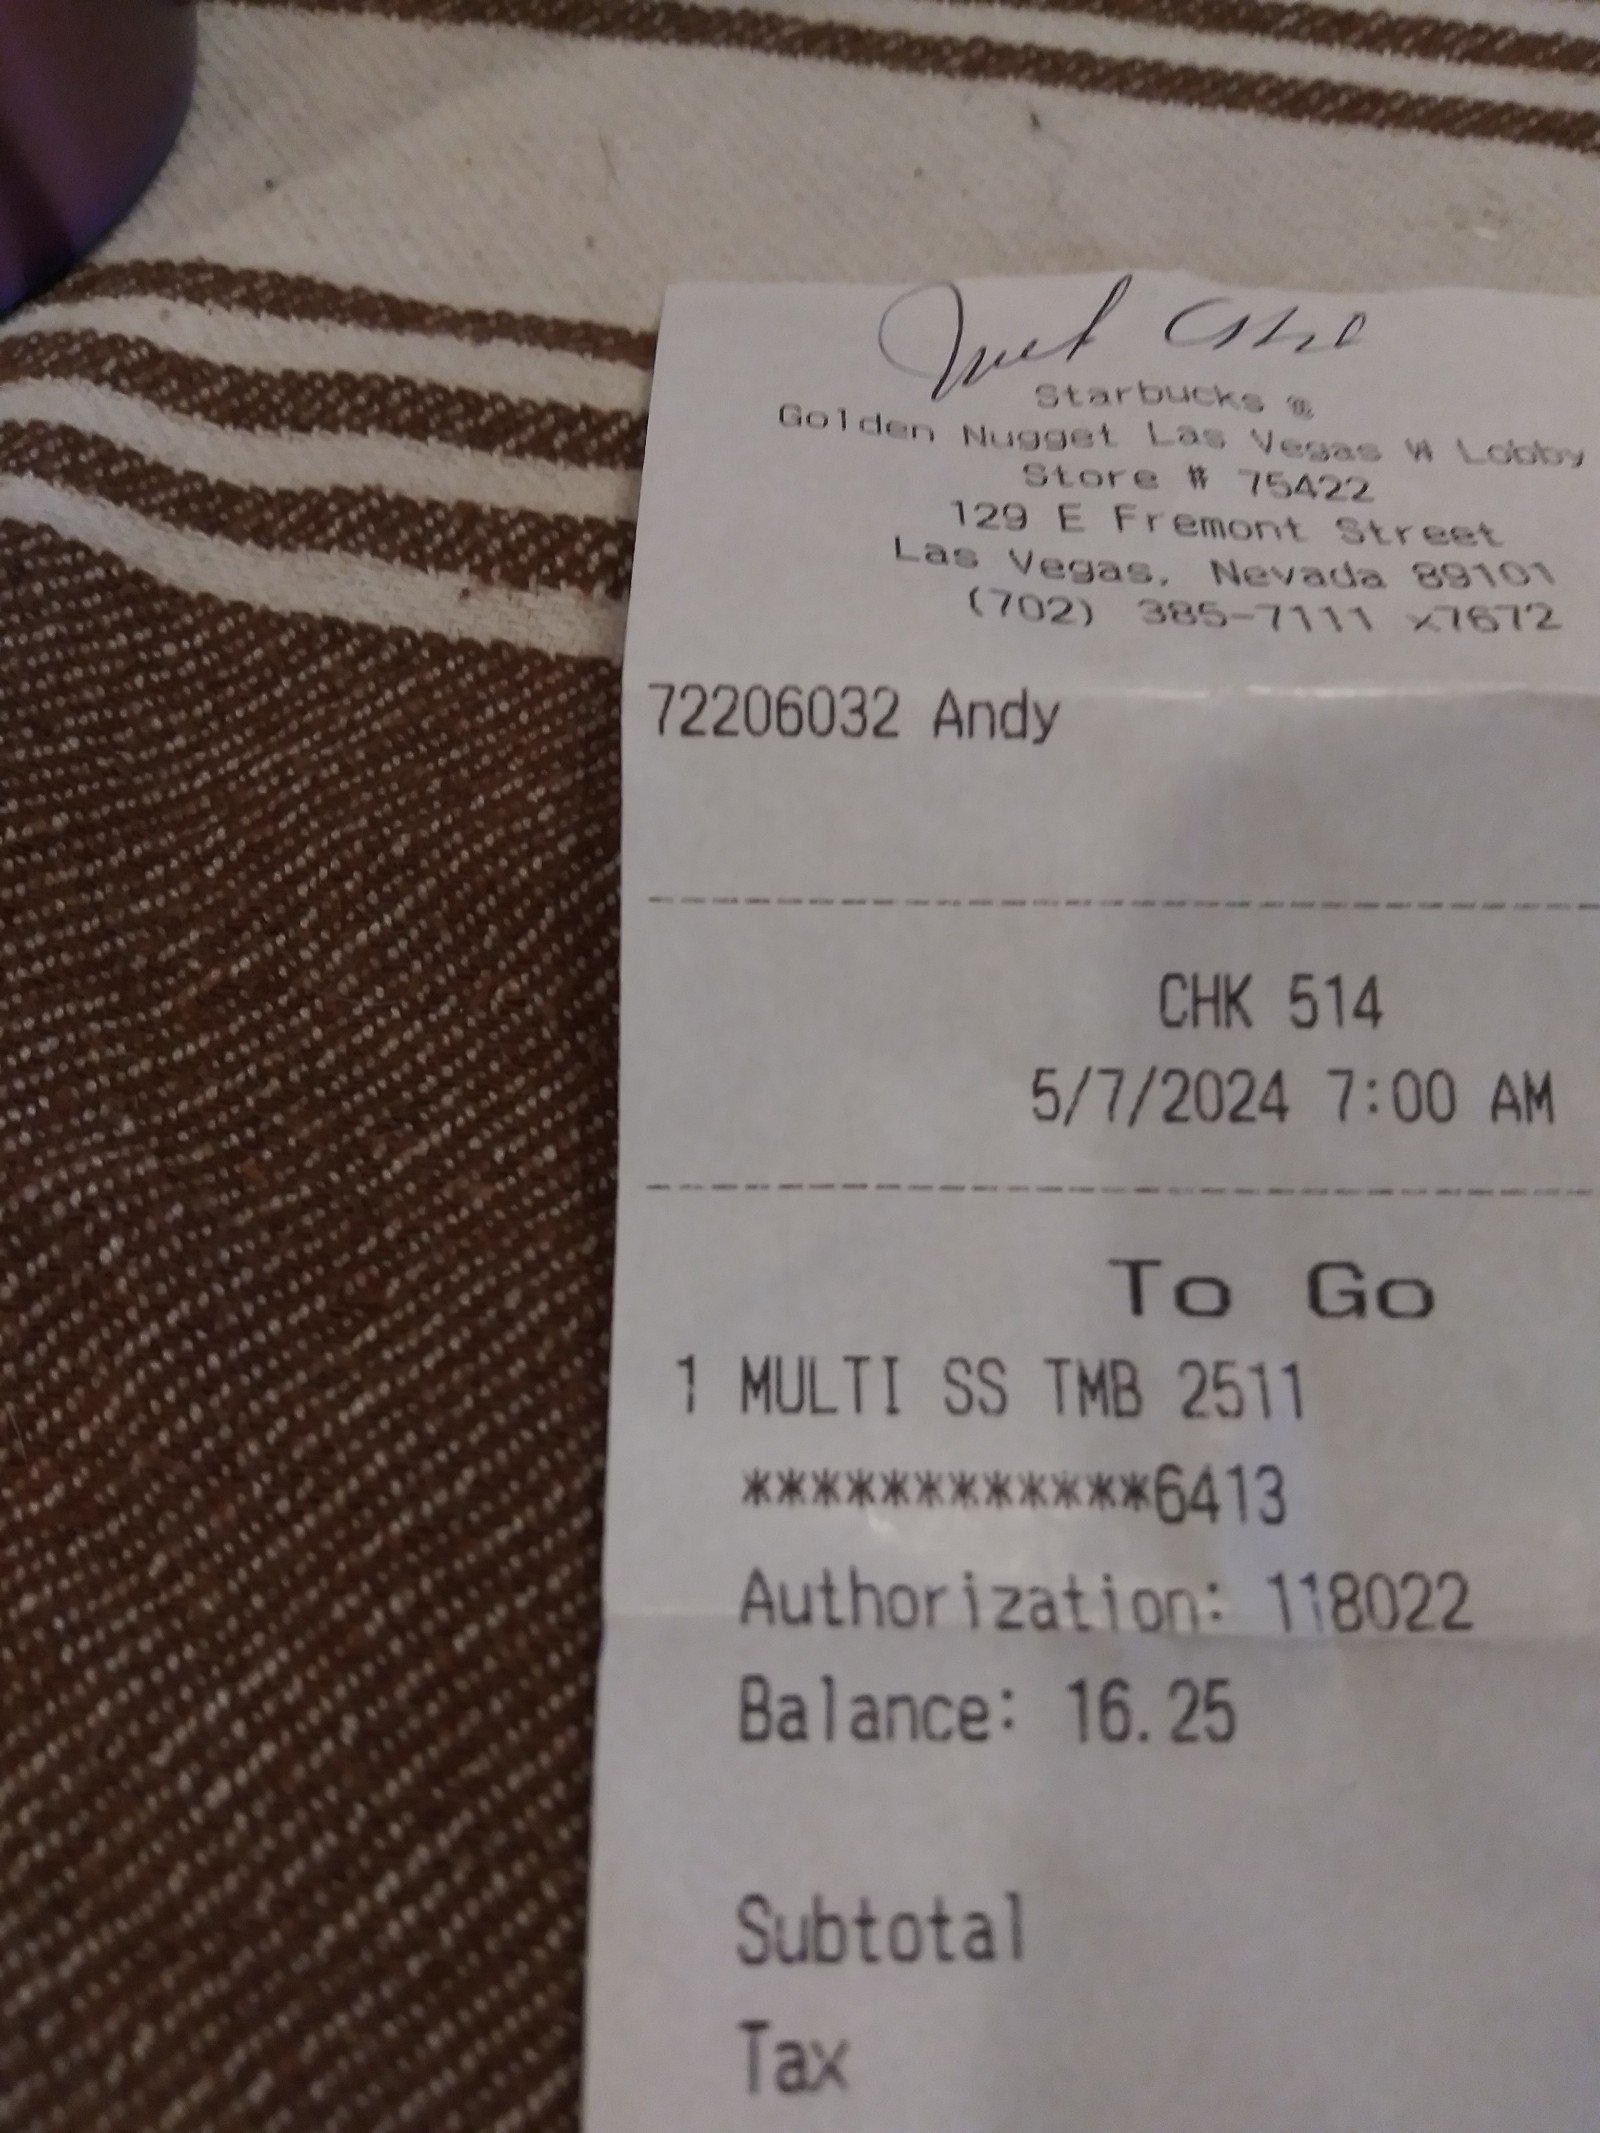 Starbucks ®
Golden Nugget Las Vegas W Lobby
Store # 75422
129 E Fremont Street
Las Vegas, Nevada 89101
(702) 385-7111 x7672
72206032 Andy
CHK 514
5/7/2024 7:00 AM
To Go
1 MULTI SS TMB 2511
************6413
Authorization: 118022
Balance: 16.25
Subtotal
Tax